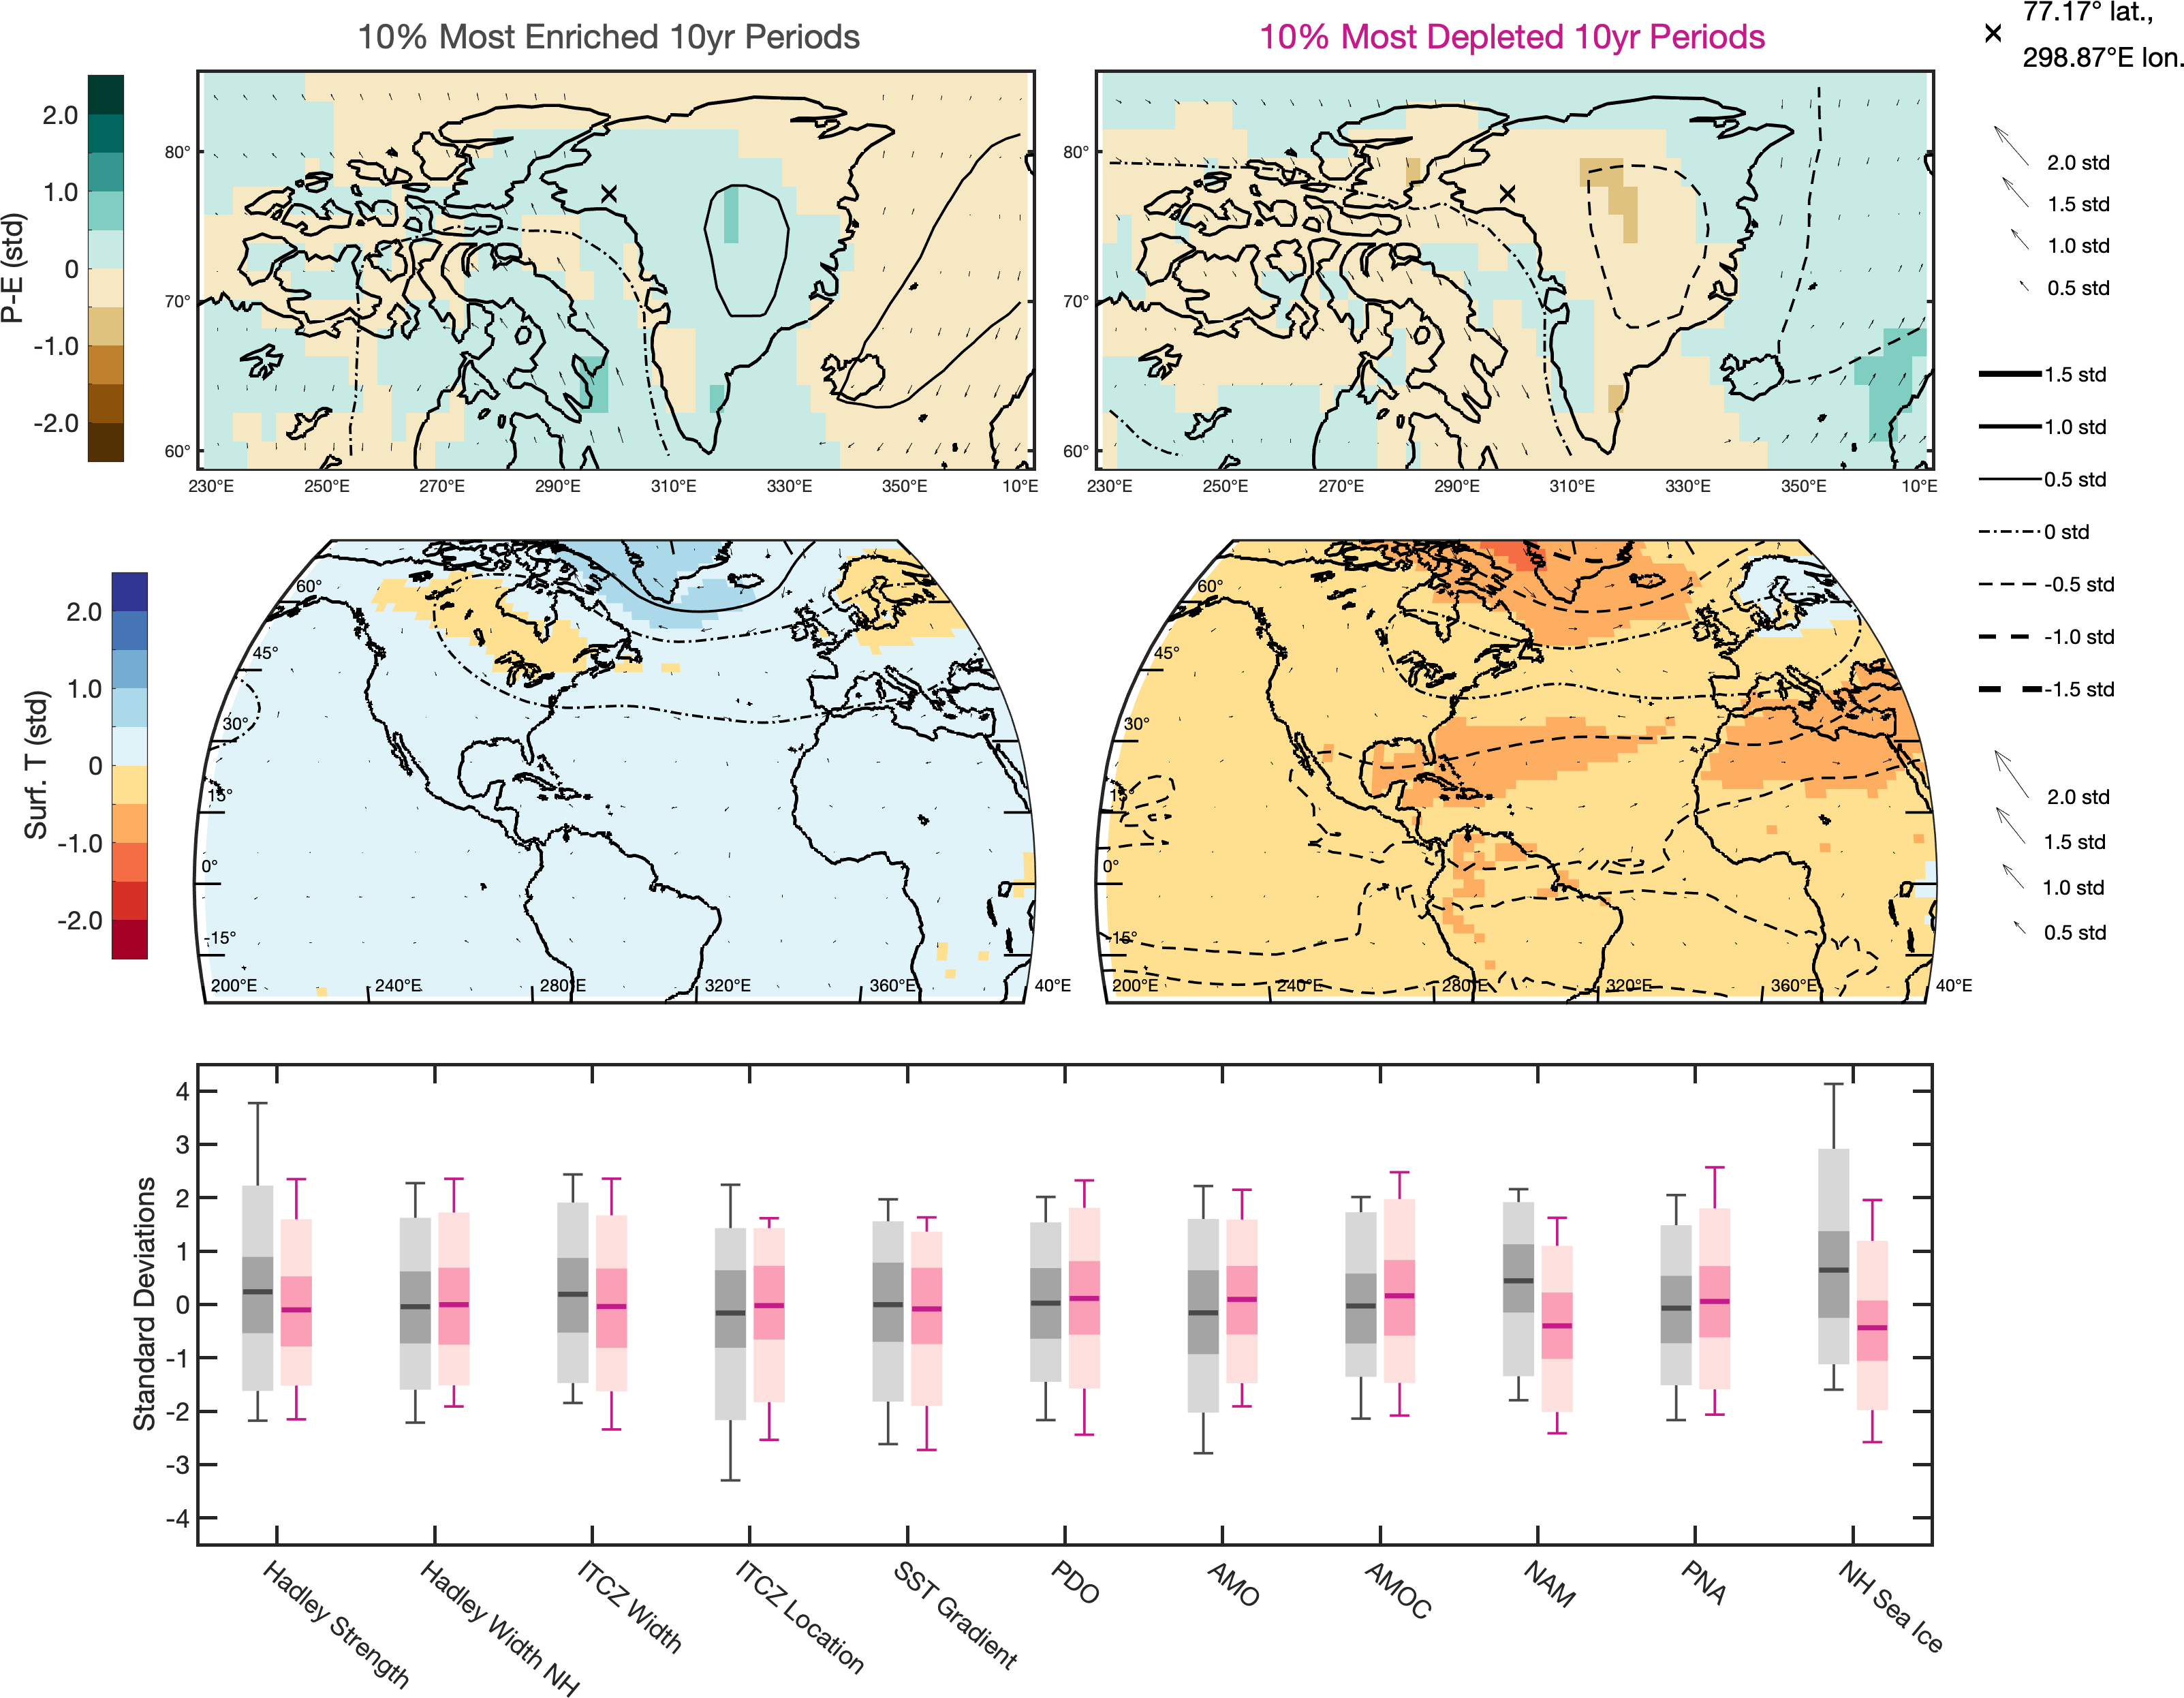 10% Most Enriched 10yr Periods
10% Most Depleted 10yr Periods
77.17° lat.,
298.87°E lon.
P-E (std)
2.0
1.0
0
-1.0
-2.0
80°
70°
60°
230°E 250°E 270°E 290°E 310°E 330°E 350°E 10°E
80°
70°
60°
230°E 250°E 270°E 290°E 310°E 330°E 350°E 10°E
2.0 std
1.5 std
1.0 std
0.5 std
1.5 std
1.0 std
0.5 std
0 std
-0.5 std
-1.0 std
-1.5 std
Surf. T (std)
2.0
1.0
0
-1.0
-2.0
60°
45°
30°
15°
0°
-15°
200°E 240°E 280°E 320°E 360°E 40°E
60°
45°
30°
15°
0°
-15°
200°E 240°E 280°E 320°E 360°E 40°E
2.0 std
1.5 std
1.0 std
0.5 std
Standard Deviations
4
3
2
1
0
-1
-2
-3
-4
Hadley Strength
Hadley Width NH
ITCZ Width
ITCZ Location
SST Gradient
PDO
AMO
AMOC
NAM
PNA
NH Sea Ice